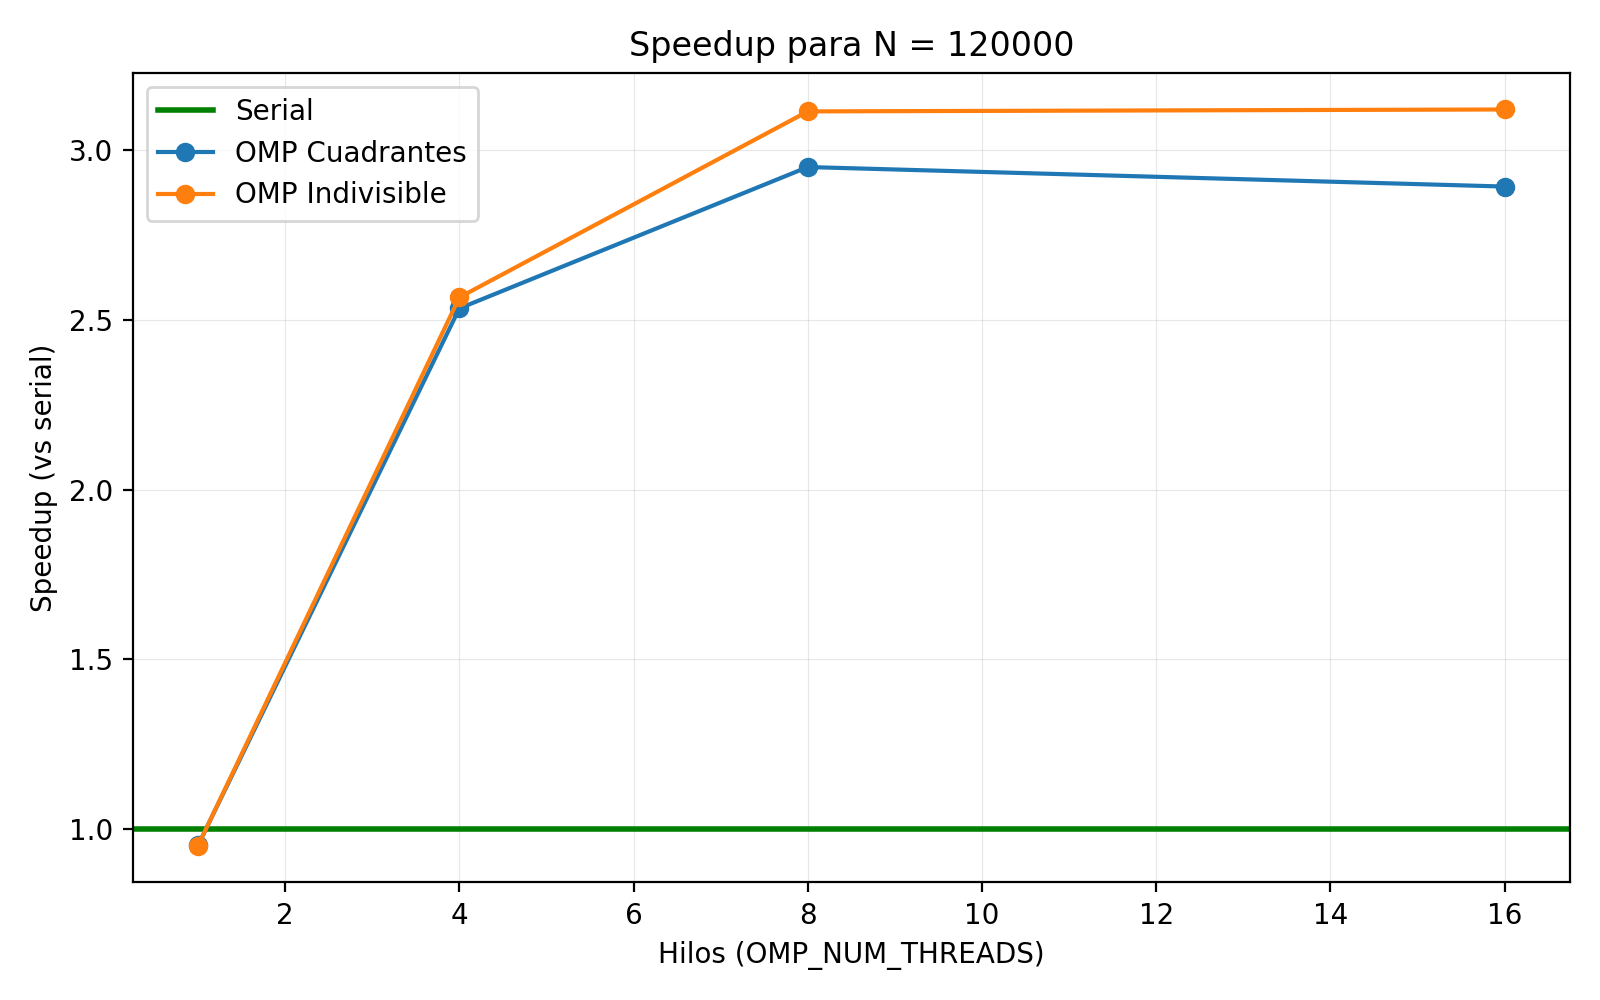 Speedup para N = 120000
Serial
OMP Cuadrantes
OMP Indivisible
Speedup (vs serial)
3.0
2.5
2.0
1.5
1.0
2 4 6 8 10 12 14 16
Hilos (OMP_NUM_THREADS)